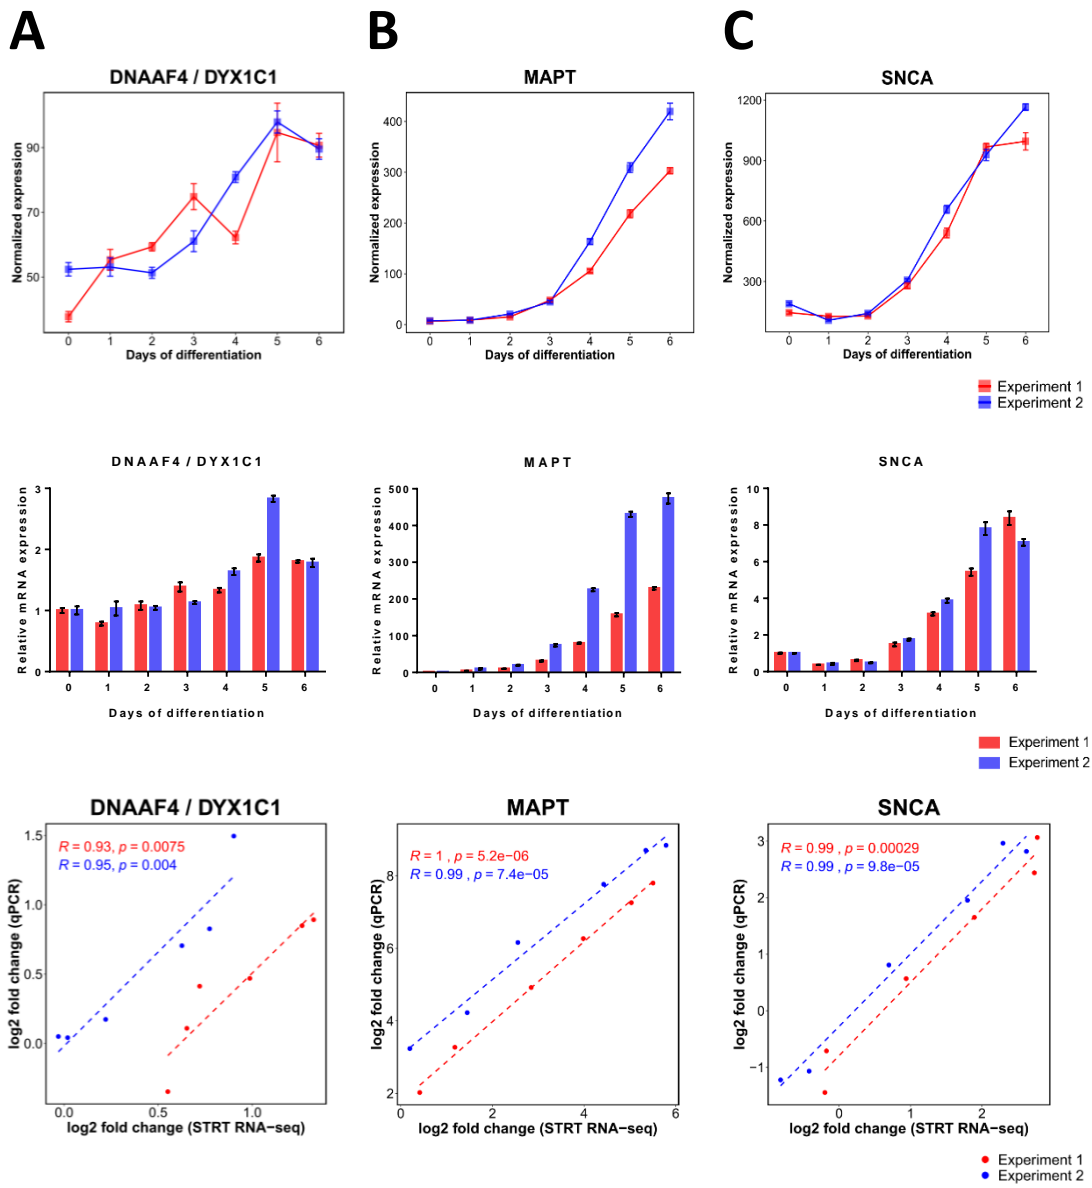 A B C
DNAAF4 / DYX1C1 MAPT SNCA
Normalized expression
90
70
50
0 1 2 3 4 5 6
Days of differentiation
Normalized expression
400
300
200
100
0
0 1 2 3 4 5 6
Days of differentiation
Normalized expression
1200
900
600
300
0 1 2 3 4 5 6
Days of differentiation
Experiment 1
Experiment 2
DNAAF4 / DYX1C1 MAPT SNCA
Relative mRNA expression
3
2
1
0
0 1 2 3 4 5 6
Days of differentiation
Relative mRNA expression
500
400
300
200
100
0
0 1 2 3 4 5 6
Days of differentiation
Relative mRNA expression
10
8
6
4
2
0
0 1 2 3 4 5 6
Days of differentiation
Experiment 1
Experiment 2
DNAAF4 / DYX1C1 MAPT SNCA
log2 fold change (qPCR)
1.5
1.0
0.5
0.0
R = 0.93, p = 0.0075
R = 0.95, p = 0.004
0.0 0.5 1.0
log2 fold change (STRT RNA−seq)
log2 fold change (qPCR)
8
6
4
2
R = 1 , p = 5.2e−06
R = 0.99 , p = 7.4e−05
0 2 4 6
log2 fold change (STRT RNA−seq)
log2 fold change (qPCR)
3
2
1
0
−1
R = 0.99 , p = 0.00029
R = 0.99 , p = 9.8e−05
0 1 2
log2 fold change (STRT RNA−seq)
Experiment 1
Experiment 2